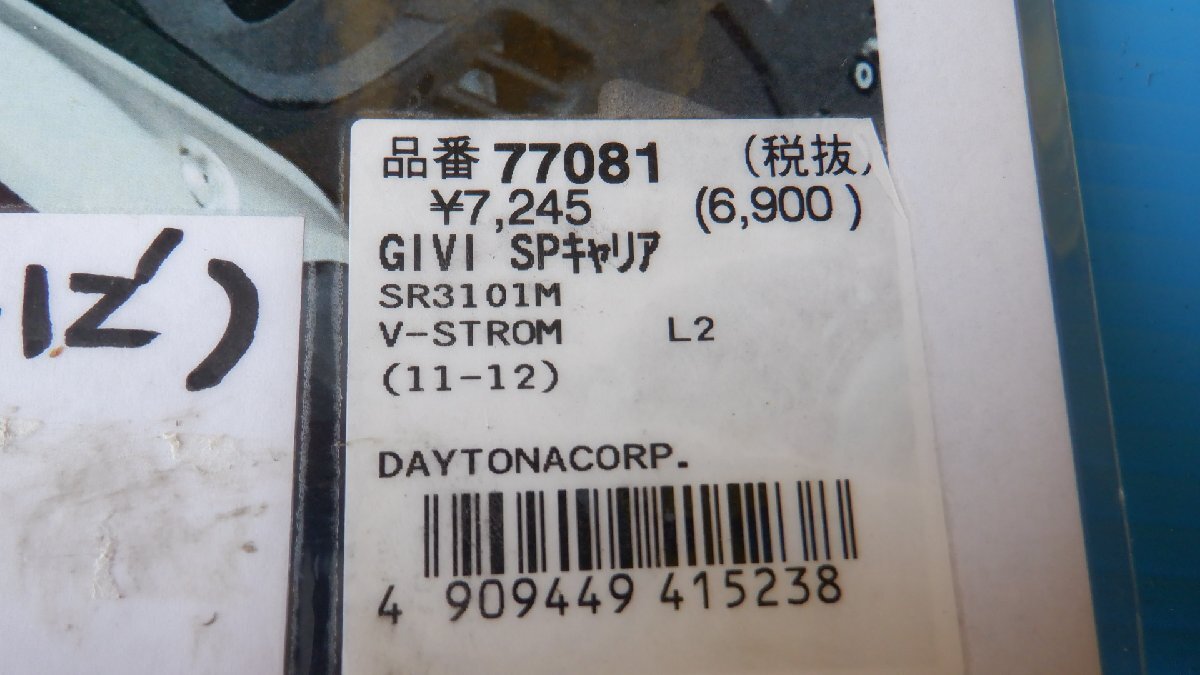 品番 77081 (税抜)
¥7,245 (6,900)
GIVI SPｷｬﾘｱ
SR3101M
V-STROM L2
(11-12)
DAYTONACORP.
4 909449 415238